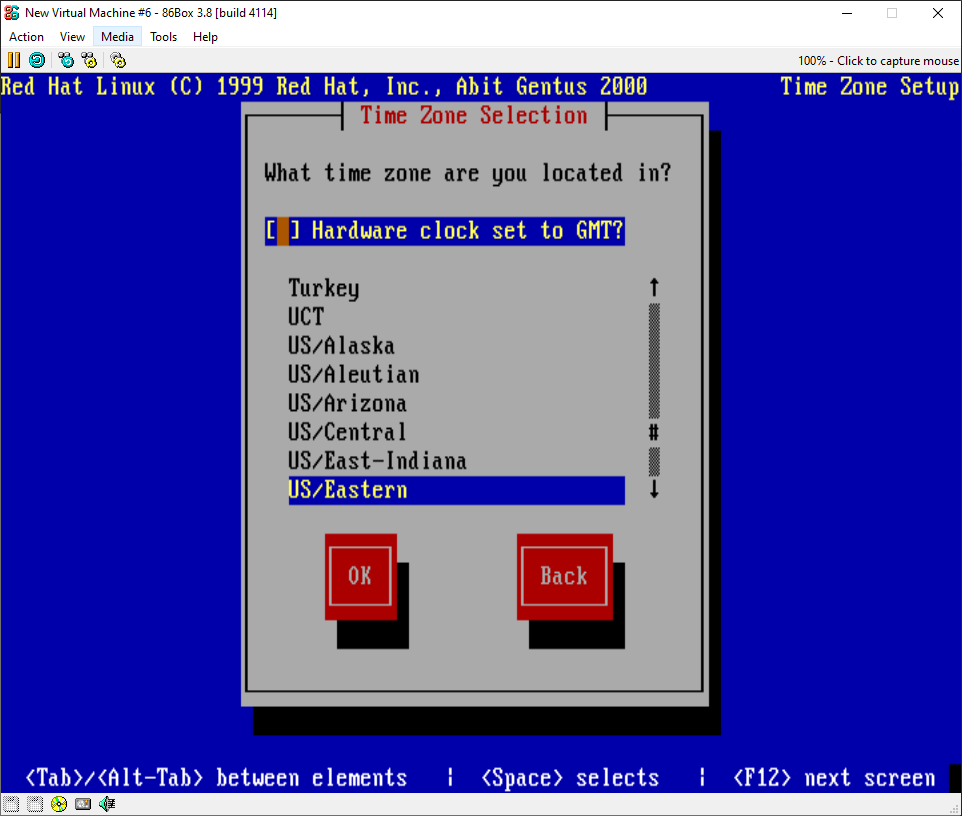 New Virtual Machine #6 - 86Box 3.8 [build 4114]
Action View Media Tools Help
100% - Click to capture mouse
Red Hat Linux (C) 1999 Red Hat, Inc., Abit Gentus 2000 Time Zone Setup
Time Zone Selection
What time zone are you located in?
[ ] Hardware clock set to GMT?
Turkey ↑
UCT
US/Alaska
US/Aleutian
US/Arizona
US/Central #
US/East-Indiana
US/Eastern ↓
OK Back
<Tab>/<Alt-Tab> between elements | <Space> selects | <F12> next screen